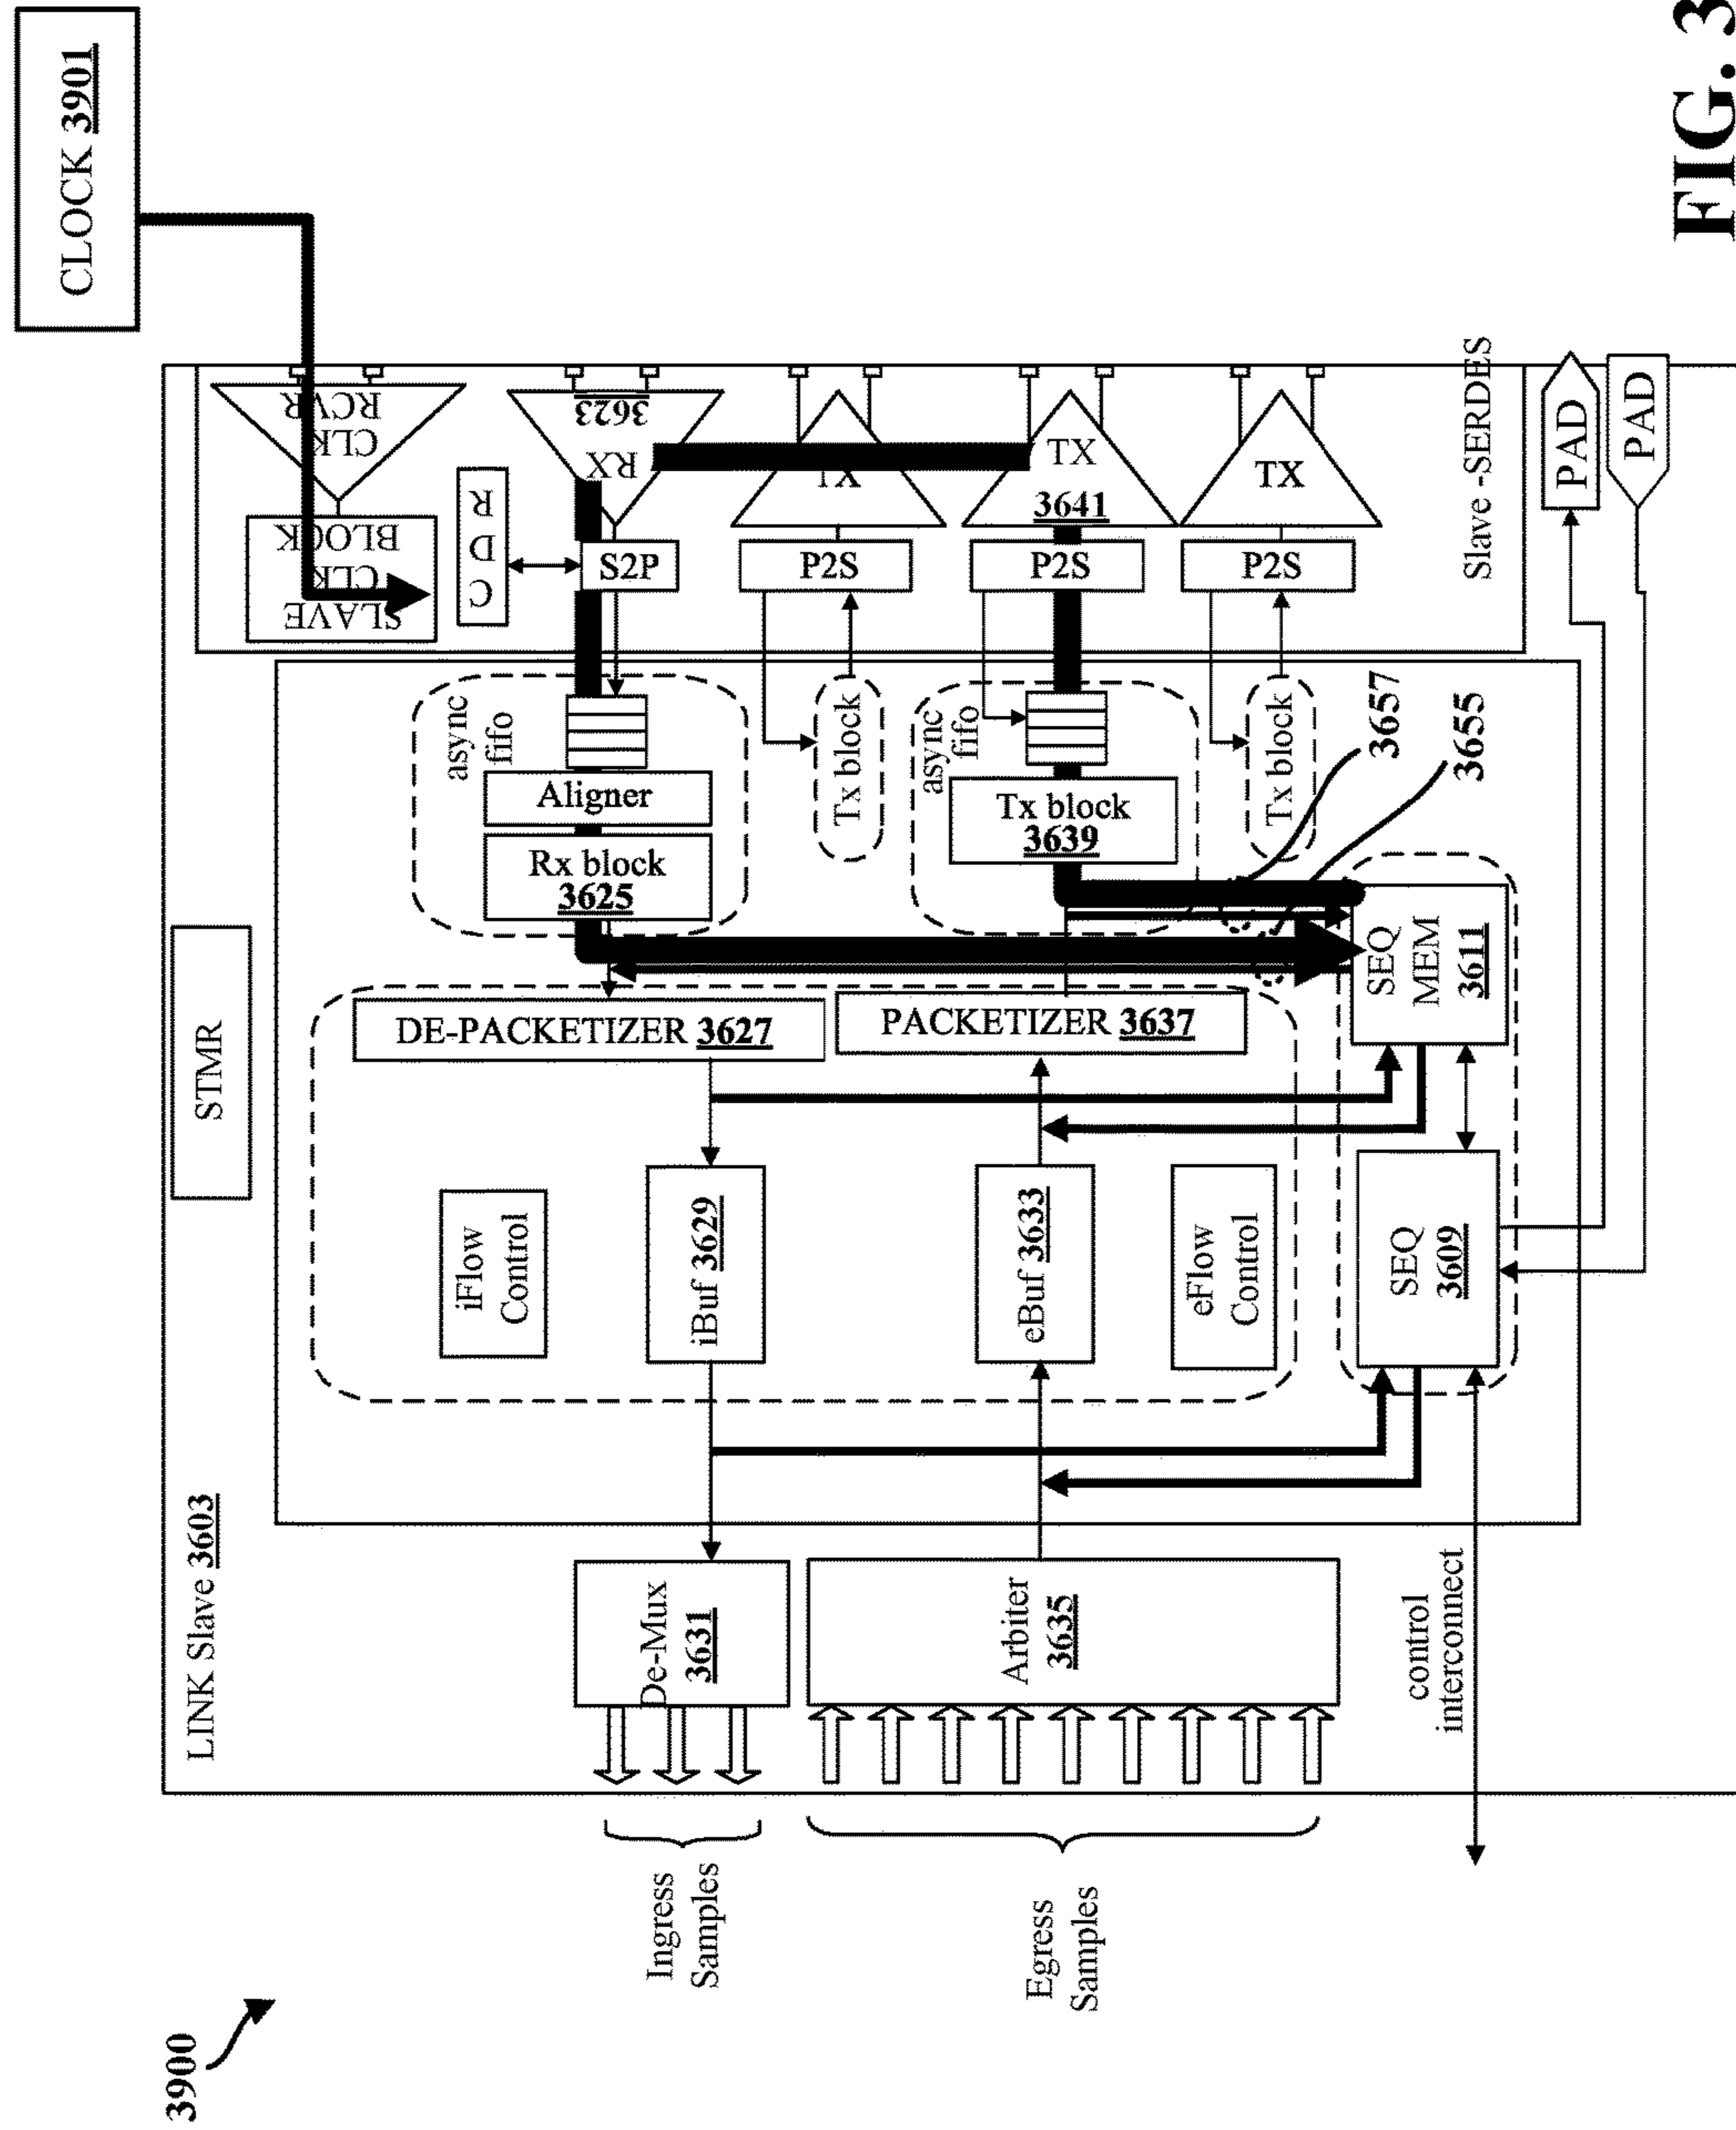 3900
LINK Slave 3603
STMR
CLOCK 3901
CLK
RCVR
SLAVE
CLK
BLOCK
C D R
RX
3623
S2P
async
fifo
Aligner
Rx block
3625
DE-PACKETIZER 3627
iFlow
Control
iBuf 3629
De-Mux
3631
Ingress
Samples
TX
P2S
Tx block
PACKETIZER 3637
eBuf 3633
Arbiter
3635
Egress
Samples
async
fifo
Tx block
3639
P2S
TX
3641
eFlow
Control
TX
P2S
Tx block
3657
3655
SEQ
MEM
3611
SEQ
3609
control
interconnect
Slave -SERDES
PAD
PAD
FIG. 3